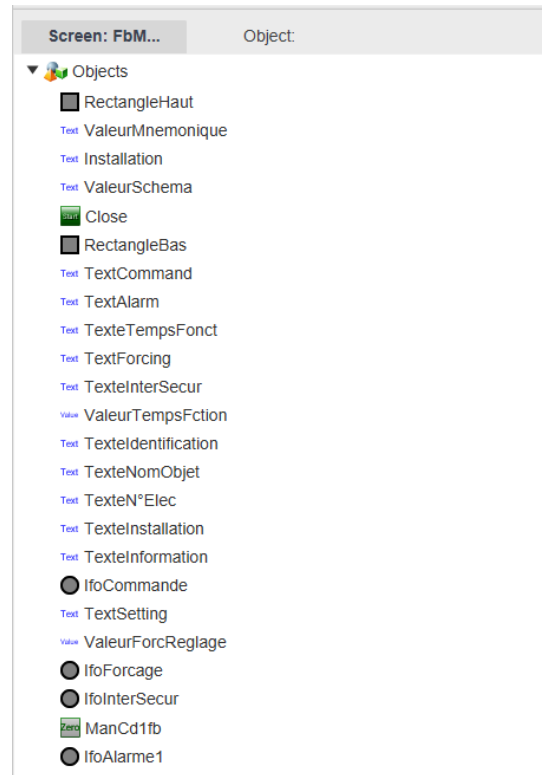 Screen: FbM... Object:
Objects
RectangleHaut
Text ValeurMnemonique
Text Installation
Text ValeurSchema
Start Close
RectangleBas
Text TextCommand
Text TextAlarm
Text TexteTempsFonct
Text TextForcing
Text TexteInterSecur
Value ValeurTempsFction
Text TexteIdentification
Text TexteNomObjet
Text TexteN°Elec
Text TexteInstallation
Text TexteInformation
IfoCommande
Text TextSetting
Value ValeurForcReglage
IfoForcage
IfoInterSecur
Zero ManCd1fb
IfoAlarme1